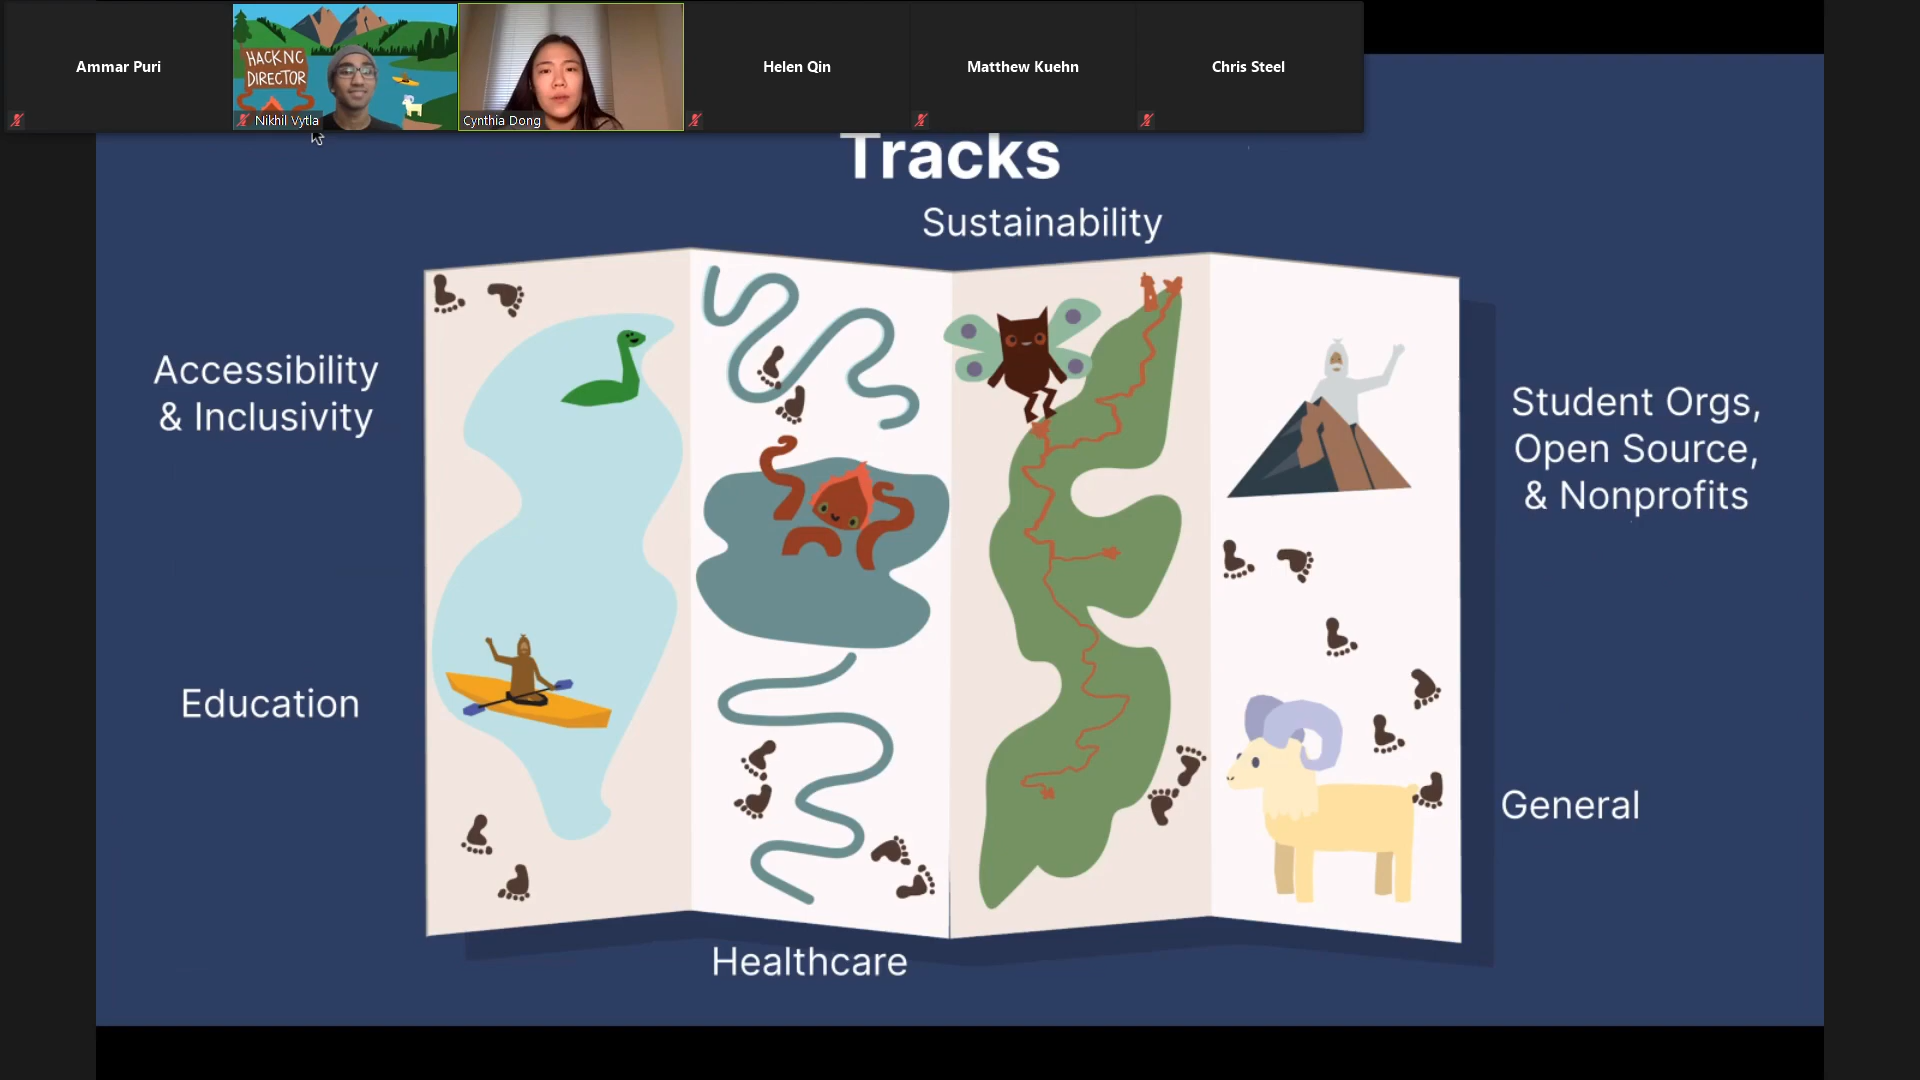 Ammar Puri
HACK NC
DIRECTOR
Nikhil Vytla
Cynthia Dong
Helen Qin
Matthew Kuehn
Chris Steel
Tracks
Sustainability
Accessibility
& Inclusivity
Student Orgs,
Open Source,
& Nonprofits
Education
General
Healthcare